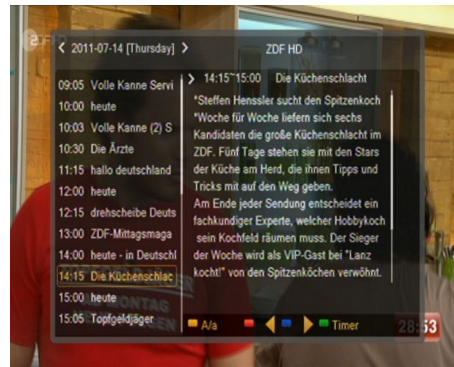 ZDF
2011-07-14 [Thursday]
ZDF HD
09:05 Volle Kanne Servi
10:00 heute
10:03 Volle Kanne (2) S
10:30 Die Ärzte
11:15 hallo deutschland
12:00 heute
12:15 drehscheibe Deuts
13:00 ZDF-Mittagsmaga
14:00 heute - in Deutschl
14:15 Die Küchenschlac
15:00 heute
15:05 Topfgeldjäger
14:15~15:00 Die Küchenschlacht
"Steffen Henssler sucht den Spitzenkoch
"Woche für Woche liefern sich sechs
Kandidaten die große Küchenschlacht im
ZDF. Fünf Tage stehen sie mit den Stars
der Küche am Herd, die ihnen Tipps und
Tricks mit auf den Weg geben.
Am Ende jeder Sendung entscheidet ein
fachkundiger Experte, welcher Hobbykoch
sein Kochfeld räumen muss. Der Sieger
der Woche wird als VIP-Gast bei "Lanz
kocht!" von den Spitzenköchen verwöhnt.
A/a
Timer
28:53